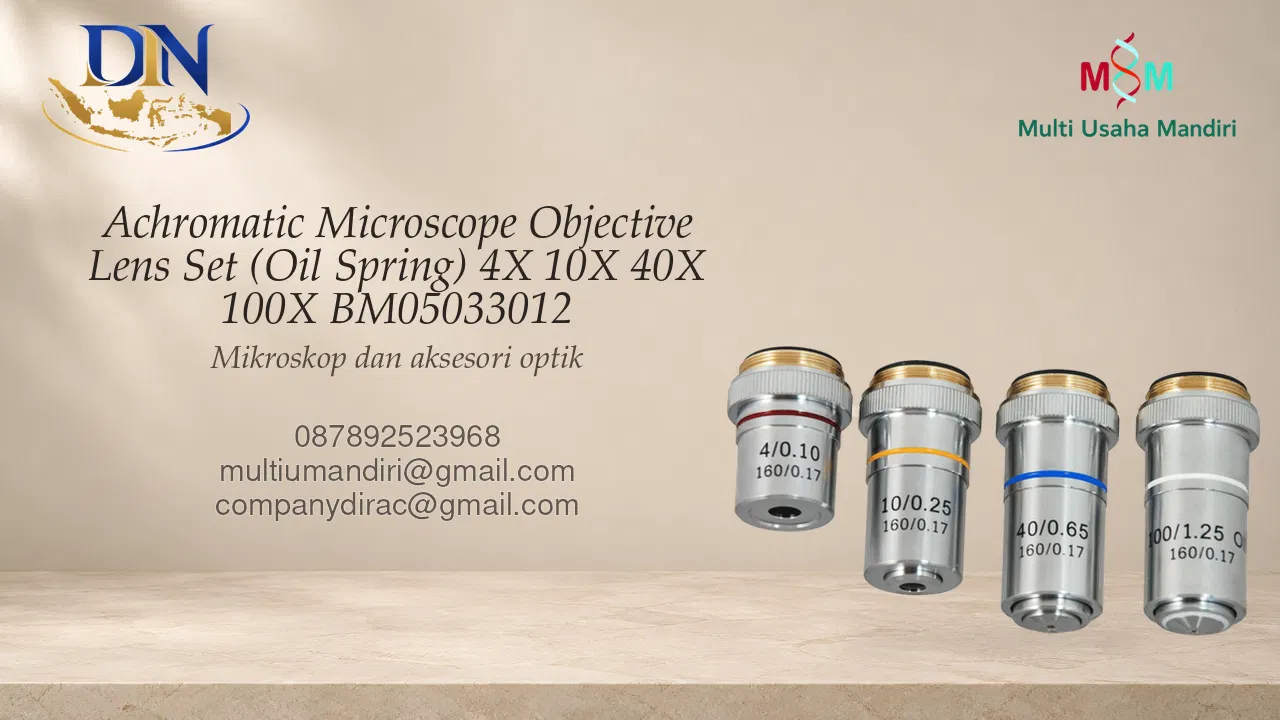 DIN
M M
Multi Usaha Mandiri
Achromatic Microscope Objective
Lens Set (Oil Spring) 4X 10X 40X
100X BM05033012
Mikroskop dan aksesori optik
087892523968
multiumandiri@gmail.com
companydirac@gmail.com
4/0.10
160/0.17
10/0.25
160/0.17
40/0.65
160/0.17
100/1.25
160/0.17